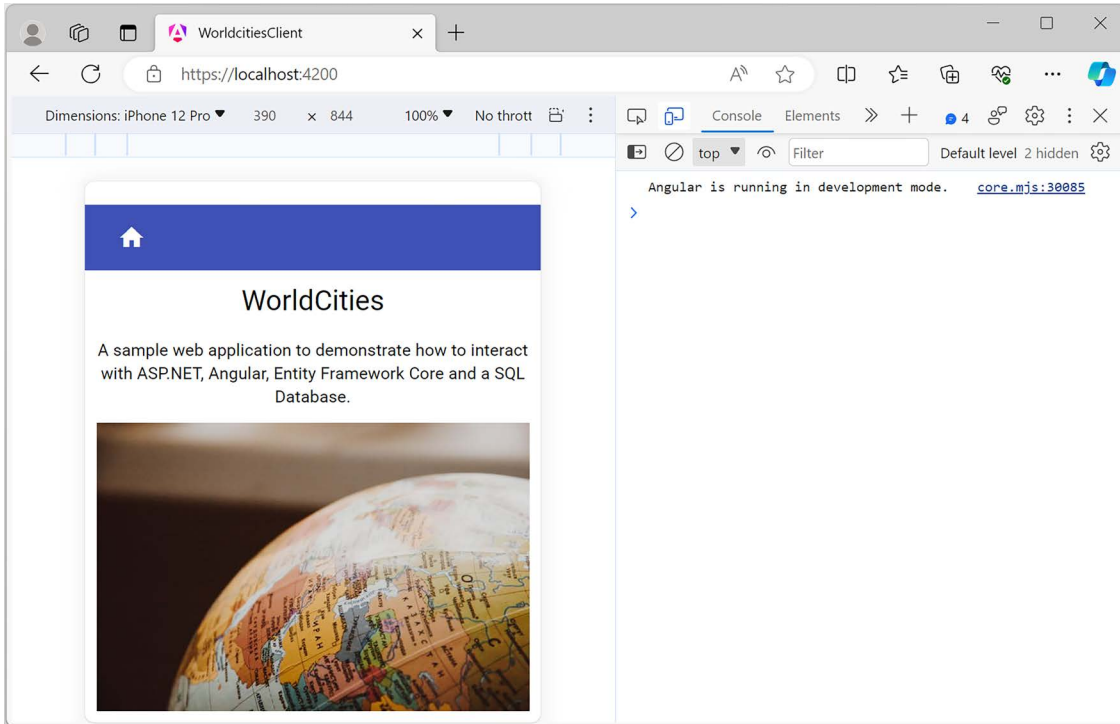 WorldcitiesClient
https://localhost:4200
Dimensions: iPhone 12 Pro 390 × 844 100% No thrott
Console Elements 4
top Filter Default level 2 hidden
Angular is running in development mode. core.mjs:30085
WorldCities
A sample web application to demonstrate how to interact
with ASP.NET, Angular, Entity Framework Core and a SQL
Database.
ИРАН
КАЗАХСТАН